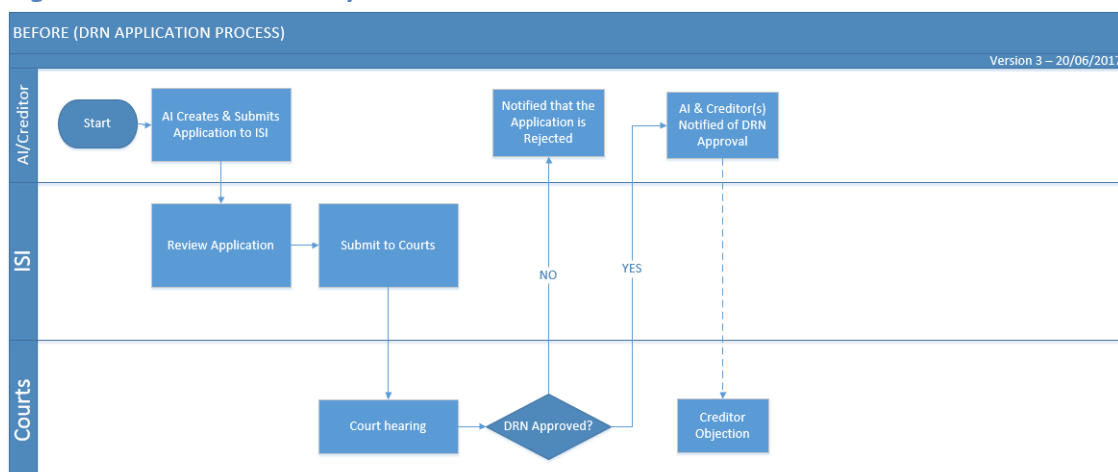 BEFORE (DRN APPLICATION PROCESS)
Version 3 – 20/06/2017
AI/Creditor
Start
AI Creates & Submits
Application to ISI
Notified that the
Application is
Rejected
AI & Creditor(s)
Notified of DRN
Approval
ISI
Review Application
Submit to Courts
NO
YES
Courts
Court hearing
DRN Approved?
Creditor
Objection